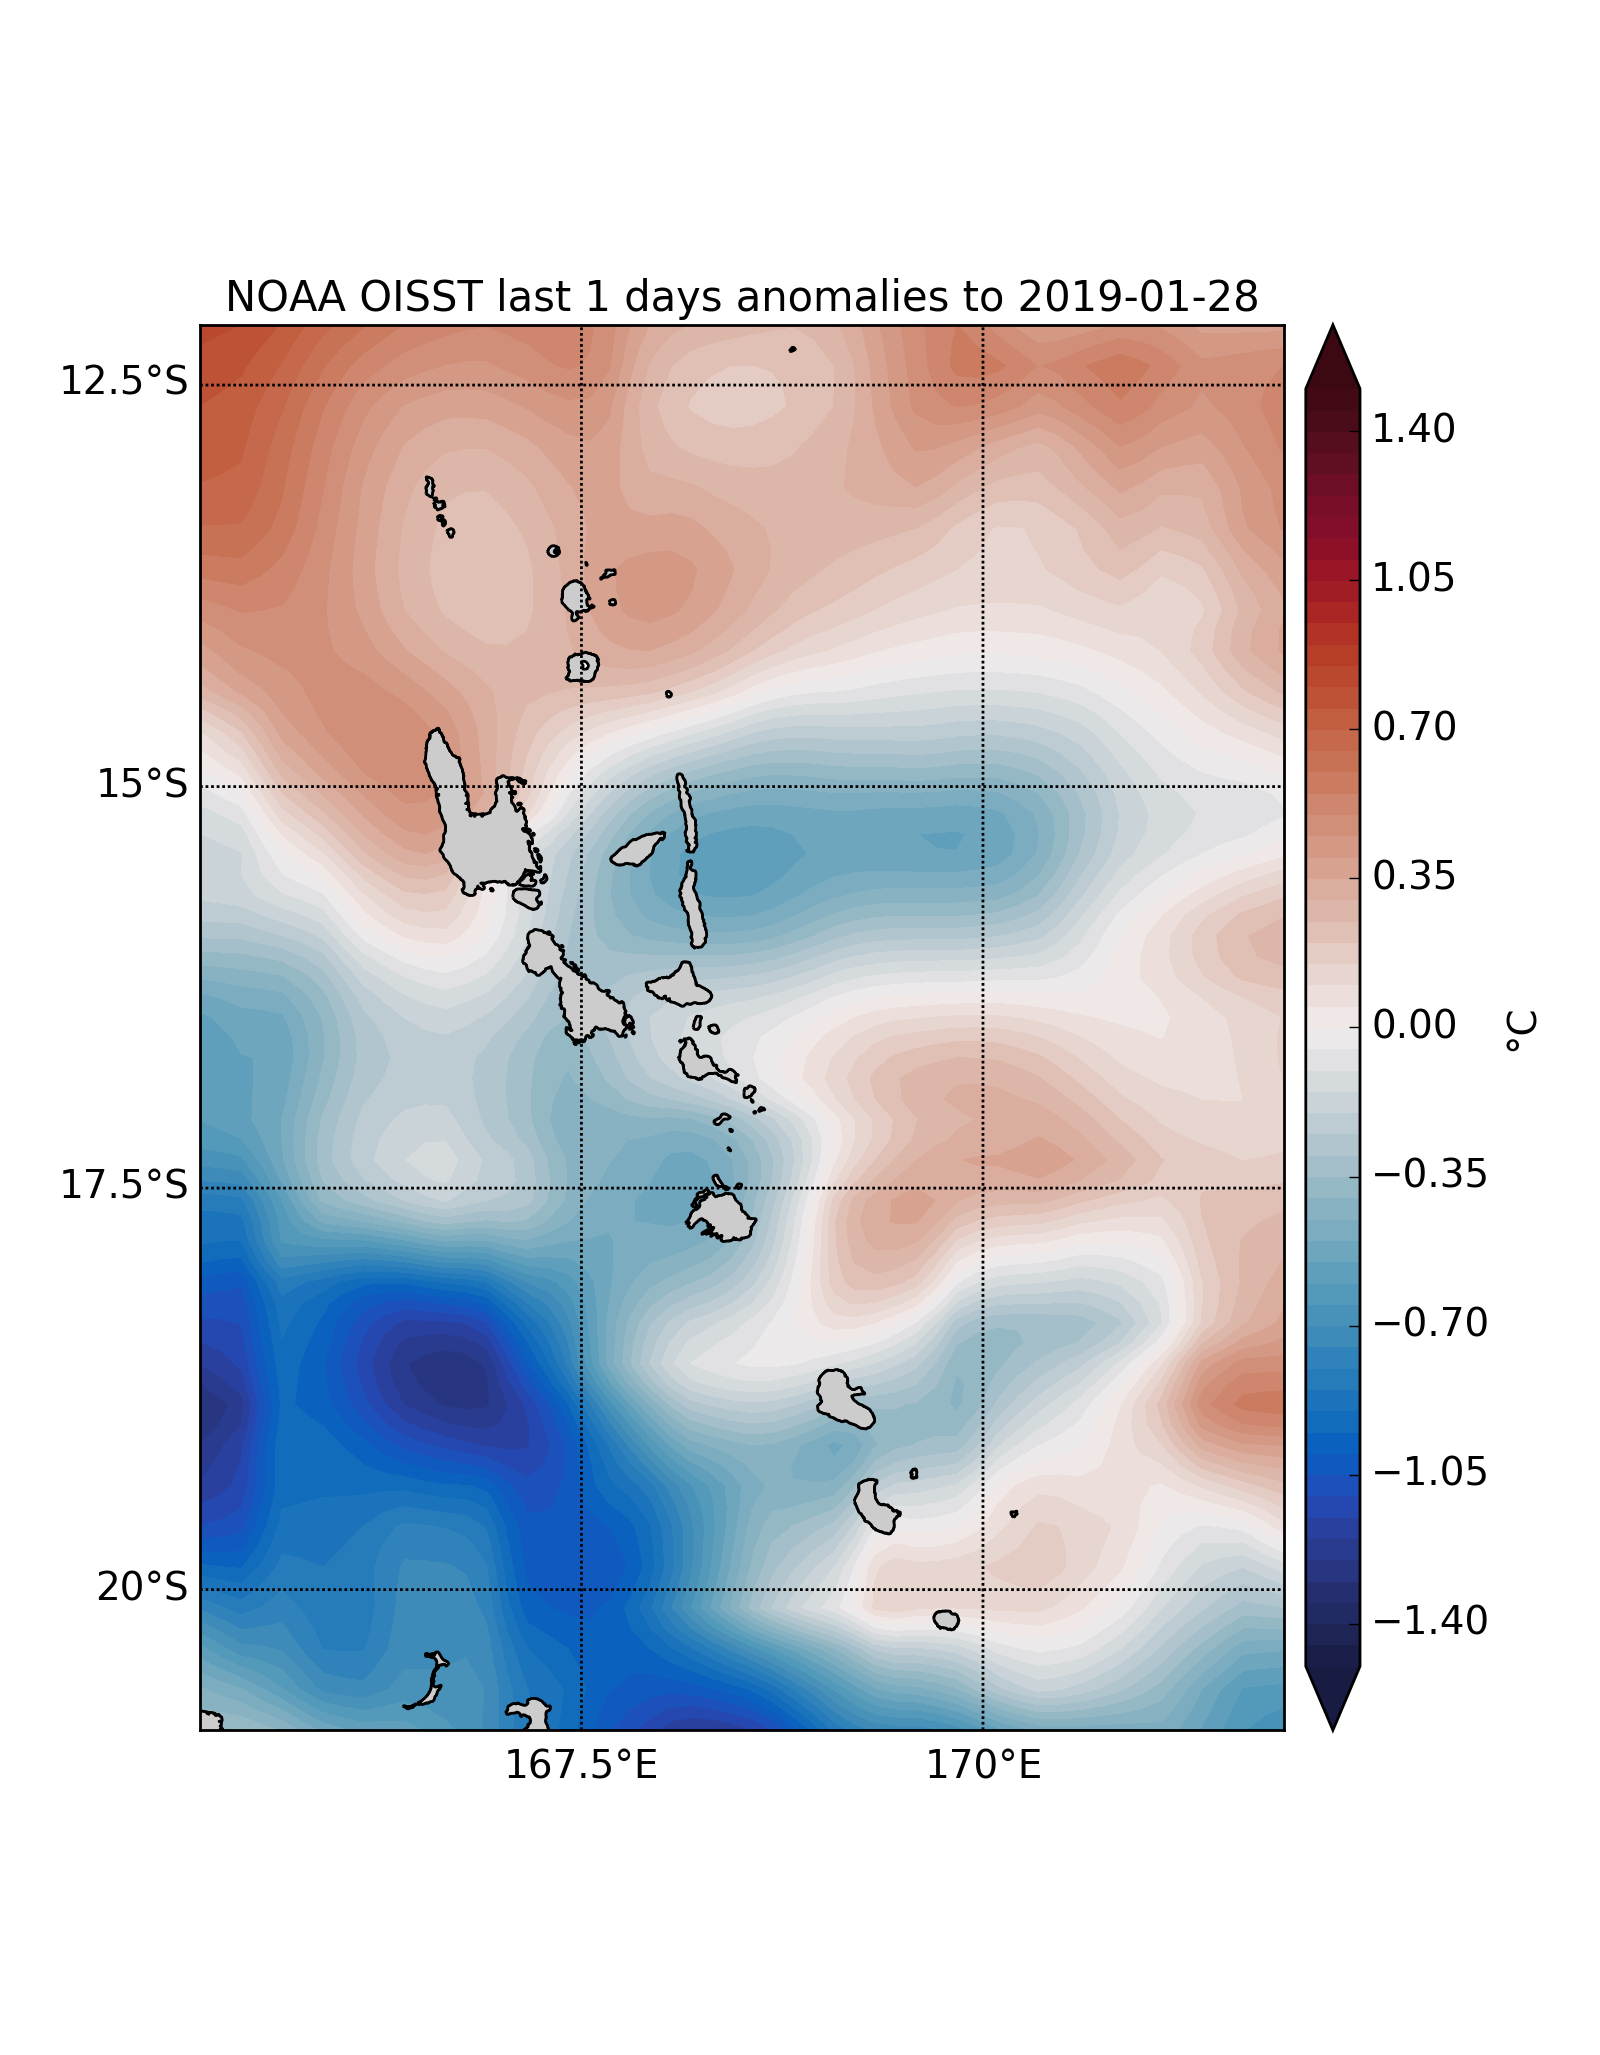 NOAA OISST last 1 days anomalies to 2019-01-28
12.5°S
15°S
17.5°S
20°S
167.5°E
170°E
1.40
1.05
0.70
0.35
0.00
−0.35
−0.70
−1.05
−1.40
°C